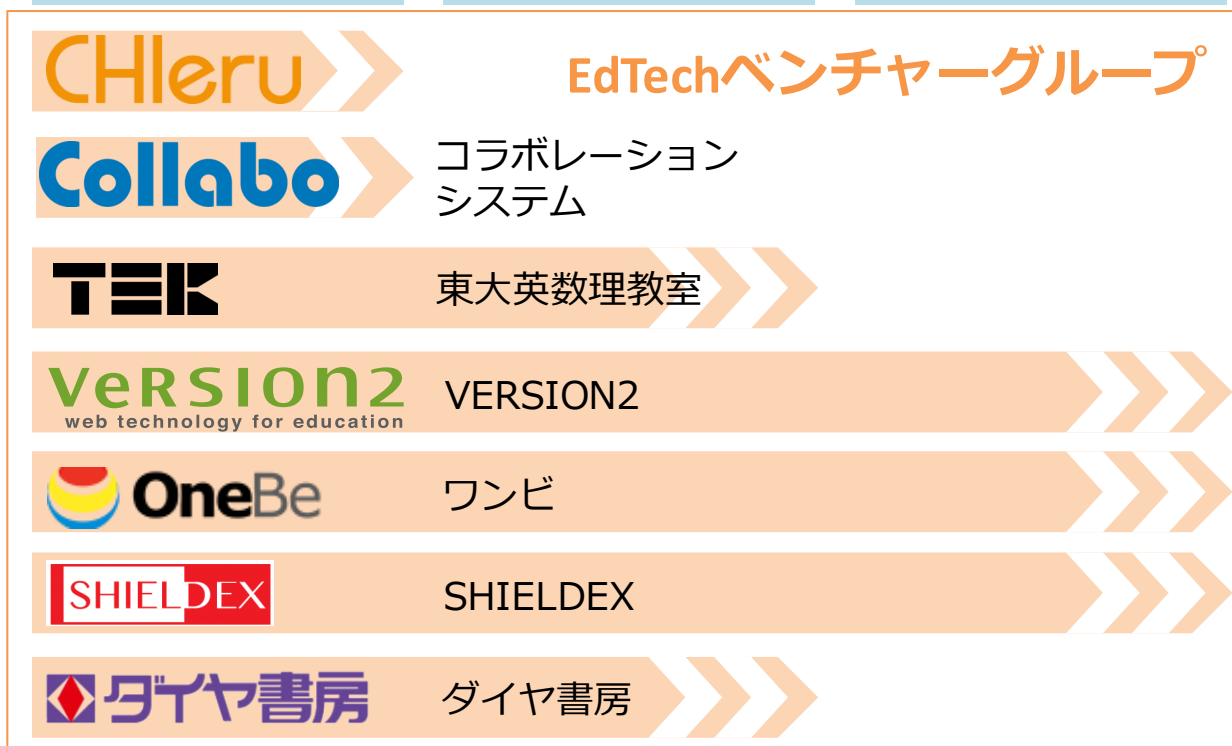 CHIeru
EdTechベンチャーグループ
Collabo
コラボレーション
システム
TEK
東大英数理教室
VeRSION2
web technology for education
VERSION2
OneBe
ワンビ
SHIELDEX
SHIELDEX
ダイヤ書房
ダイヤ書房